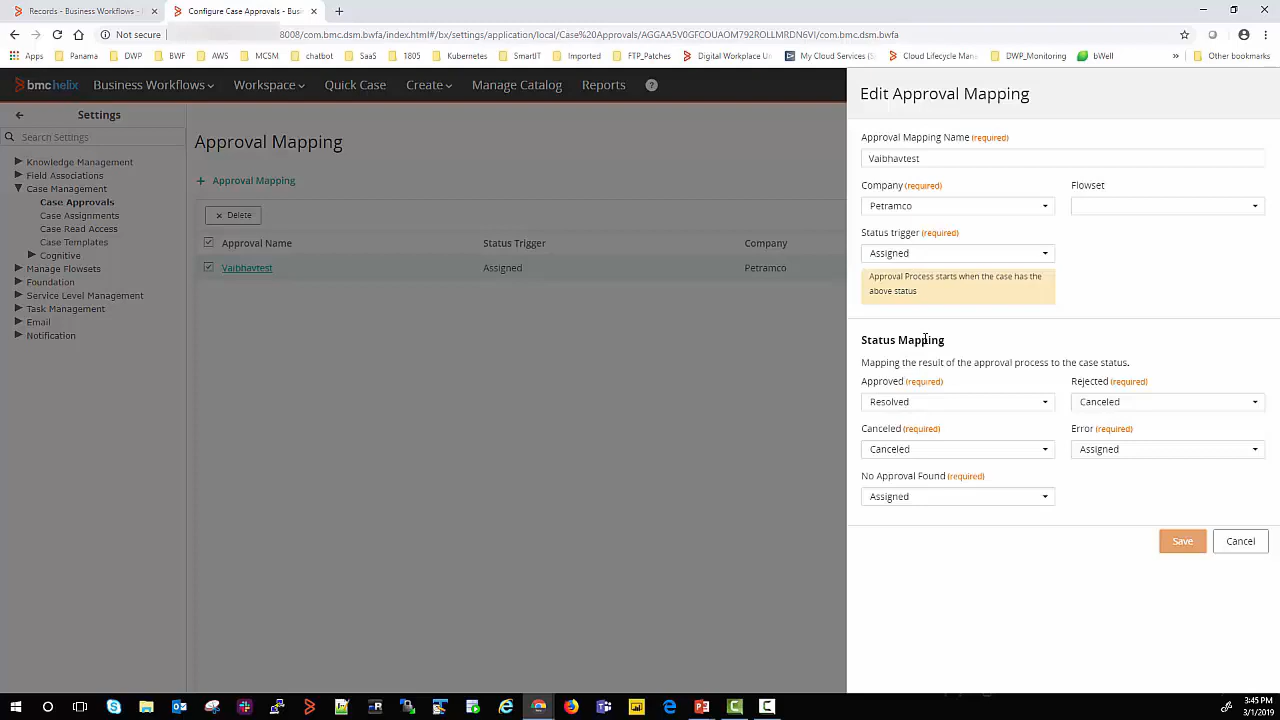 Records - Business Workflows - H
Configure Case Approvals - Busi
Not secure
8008/com.bmc.dsm.bwfa/index.html#/bx/settings/application/local/Case%20Approvals/AGGAA5V0GFCOUAOM792ROLLMRDN6VI/com.bmc.dsm.bwfa
Apps
Panama
DWP
BWF
AWS
MCSM
chatbot
SaaS
1805
Kubernetes
SmartIT
Imported
FTP_Patches
Digital Workplace
My Cloud Services
Cloud Lifecycle
DWP_Monitoring
bWell
»
Other bookmarks
bmchelix
Business Workflows
Workspace
Quick Case
Create
Manage Catalog
Reports
Settings
Search Settings
Knowledge Management
Field Associations
Case Management
Case Approvals
Case Assignments
Case Read Access
Case Templates
Cognitive
Manage Flowsets
Foundation
Service Level Management
Task Management
Email
Notification
Approval Mapping
+ Approval Mapping
× Delete
Approval Name
Status Trigger
Company
Vaibhavtest
Assigned
Petramco
Edit Approval Mapping
Approval Mapping Name (required)
Vaibhavtest
Company (required)
Flowset
Petramco
Status trigger (required)
Assigned
Approval Process starts when the case has the
above status
Status Mapping
Mapping the result of the approval process to the case status.
Approved (required)
Rejected (required)
Resolved
Canceled
Canceled (required)
Error (required)
Canceled
Assigned
No Approval Found (required)
Assigned
Save
Cancel
3:45 PM
3/1/2019